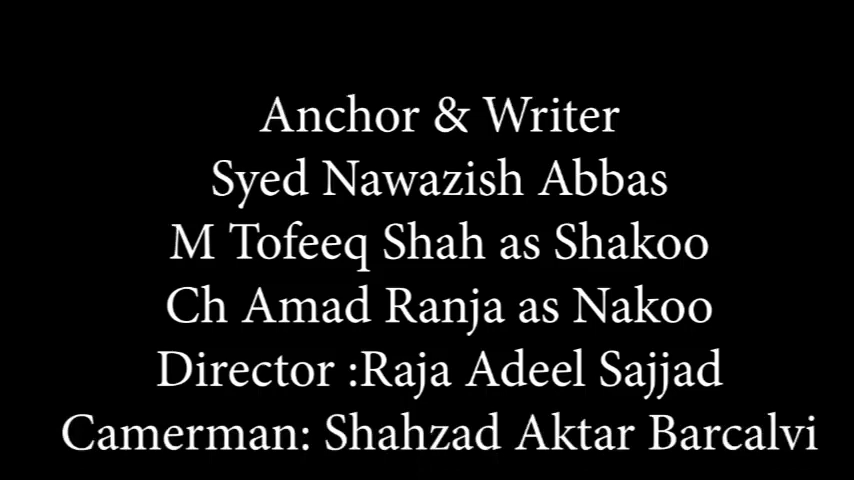 Anchor & Writer
Syed Nawazish Abbas
M Tofeeq Shah as Shakoo
Ch Amad Ranja as Nakoo
Director :Raja Adeel Sajjad
Camerman: Shahzad Aktar Barcalvi